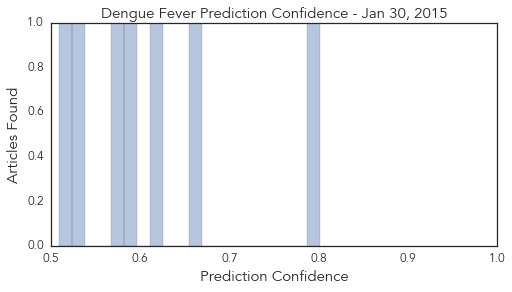 Dengue Fever Prediction Confidence - Jan 30, 2015
Articles Found
1.0
0.8
0.6
0.4
0.2
0.0
0.5 0.6 0.7 0.8 0.9 1.0
Prediction Confidence